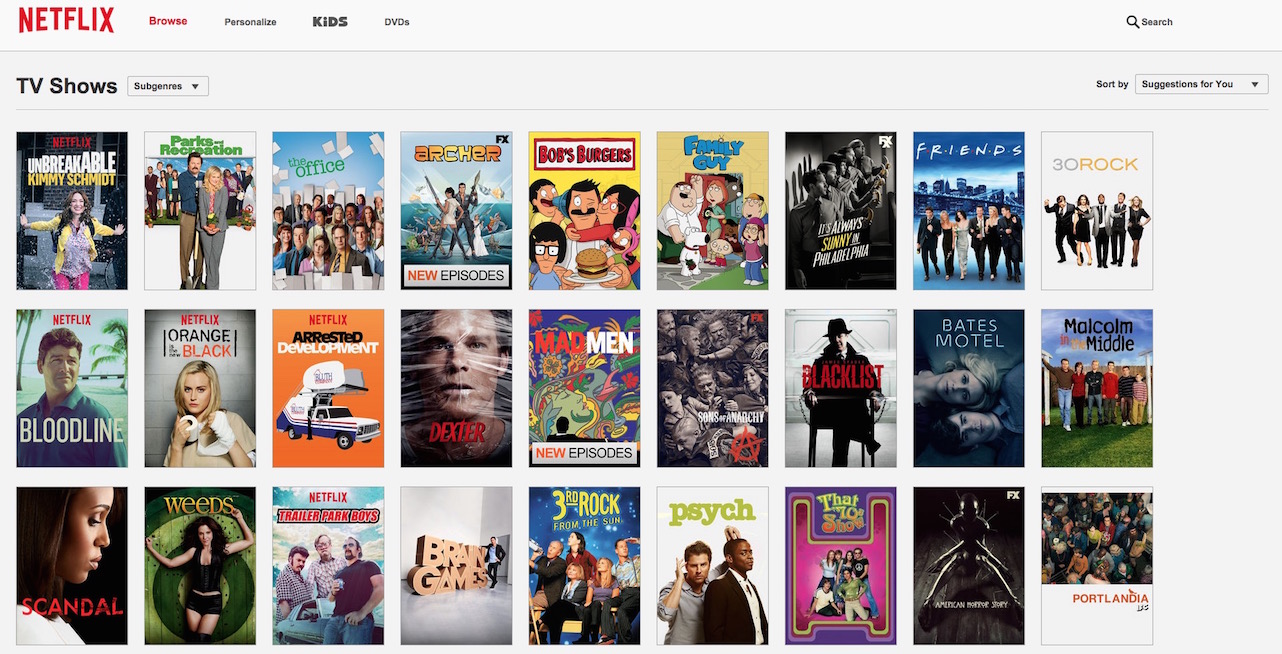 NETFLIX
Browse
Personalize
KiDS
DVDs
Search
TV Shows
Subgenres
Sort by
Suggestions for You
NETFLIX
UNBREAKABLE
KIMMY SCHMIDT
Parks and
Recreation
the
office
FX
ARCHER
NEW EPISODES
BOB'S BURGERS
FAMILY
GUY
FX
IT'S ALWAYS
SUNNY IN
PHILADELPHIA
F·R·I·E·N·D·S
30ROCK
NETFLIX
BLOODLINE
NETFLIX
ORANGE
is the new
BLACK
NETFLIX
ARRESTED
DEVELOPMENT
BLUTH
DEXTER
MAD MEN
NEW EPISODES
FX
SONS OF ANARCHY
THE
BLACKLIST
BATES
MOTEL
Malcolm
in the Middle
SCANDAL
WEEDS
NETFLIX
TRAILER PARK BOYS
BRAIN
GAMES
3RD ROCK
FROM THE SUN
psych
That
'70s
Show
FX
AMERICAN HORROR STORY
PORTLANDIA
IFC